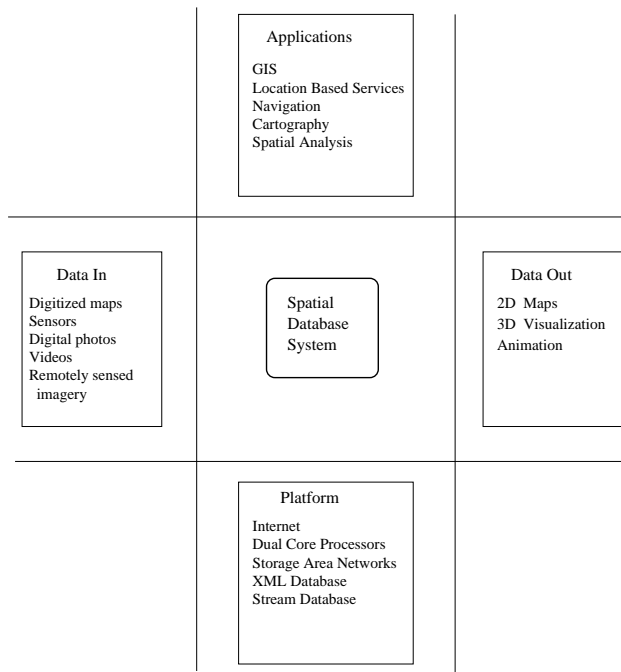 Applications
GIS
Location Based Services
Navigation
Cartography
Spatial Analysis
Data In
Digitized maps
Sensors
Digital photos
Videos
Remotely sensed
imagery
Spatial
Database
System
Data Out
2D Maps
3D Visualization
Animation
Platform
Internet
Dual Core Processors
Storage Area Networks
XML Database
Stream Database